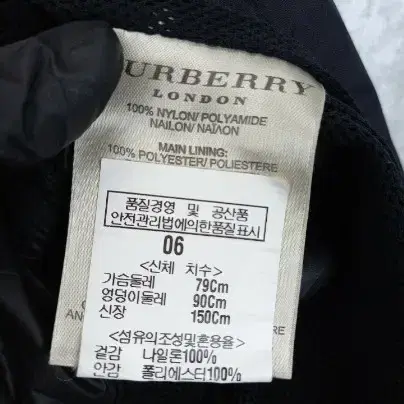 URBERRY
LONDON
100% NYLON/POLYAMIDE
NAILON/ΝΑΪΛΟΝ
MAIN LINING:
100% POLYESTER/POLIESTERE
품질경영 및 공산품
안전관리법에의한품질표시
06
<신체 치수>
가슴둘레 79Cm
엉덩이둘레 90Cm
신장 150Cm
<섬유의조성및혼용율>
겉감 나일론100%
안감 폴리에스터100%